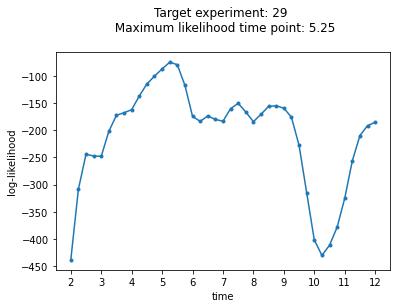 Target experiment: 29
Maximum likelihood time point: 5.25
log-likelihood
−100
−150
−200
−250
−300
−350
−400
−450
2 3 4 5 6 7 8 9 10 11 12
time